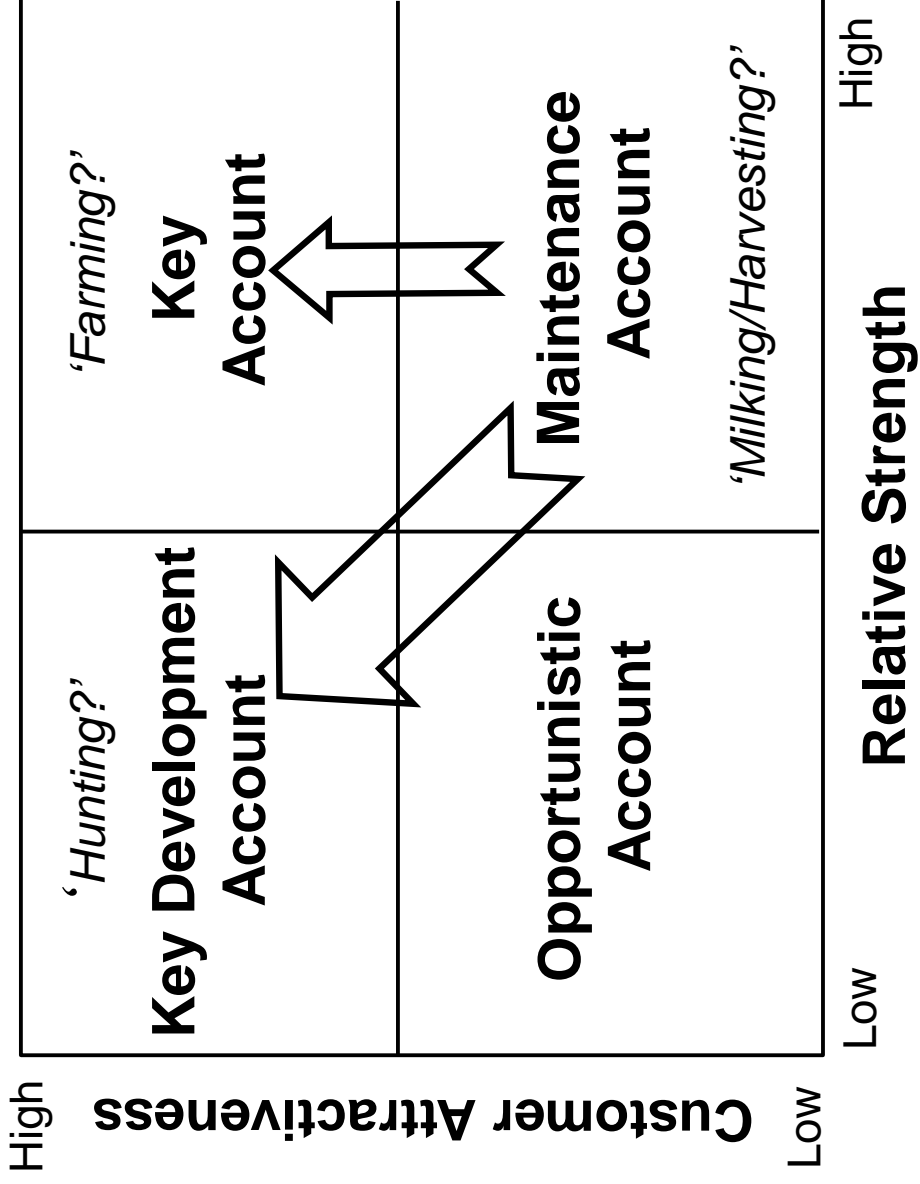 High
Customer Attractiveness
Low
‘Hunting?’
Key Development
Account
‘Farming?’
Key
Account
Opportunistic
Account
Maintenance
Account
‘Milking/Harvesting?’
Low
Relative Strength
High